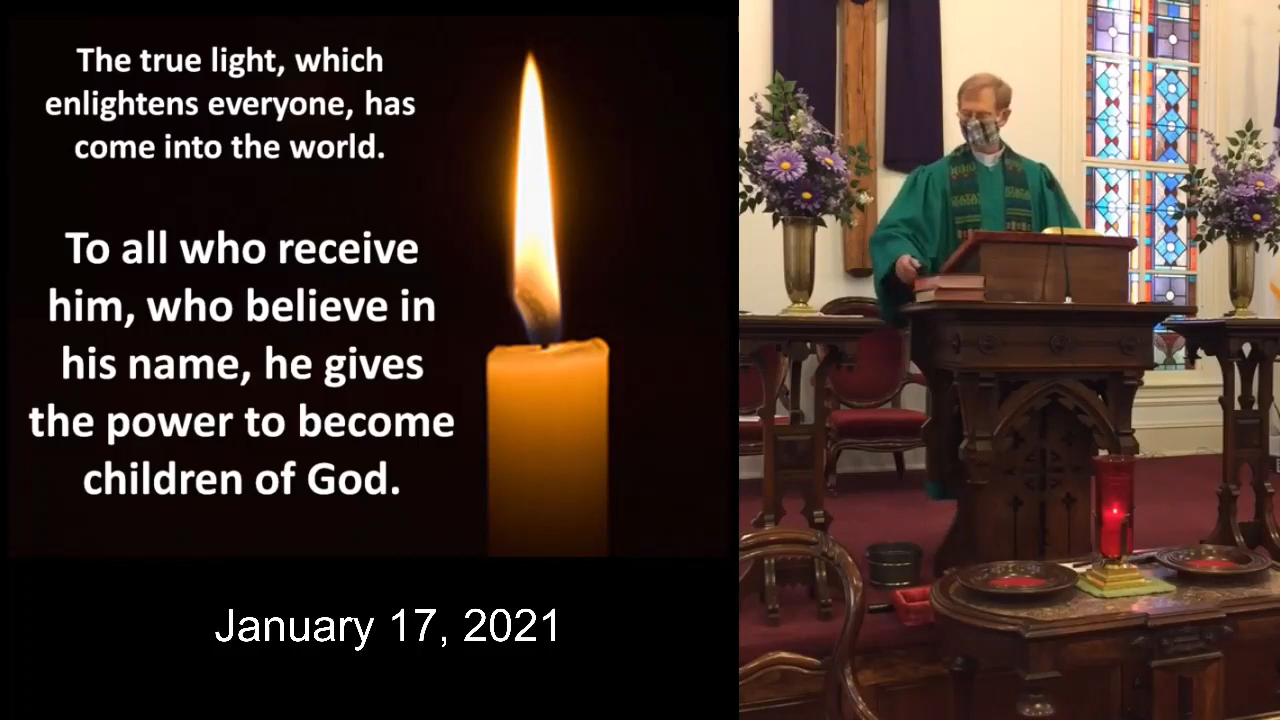 The true light, which
enlightens everyone, has
come into the world.
To all who receive
him, who believe in
his name, he gives
the power to become
children of God.
January 17, 2021